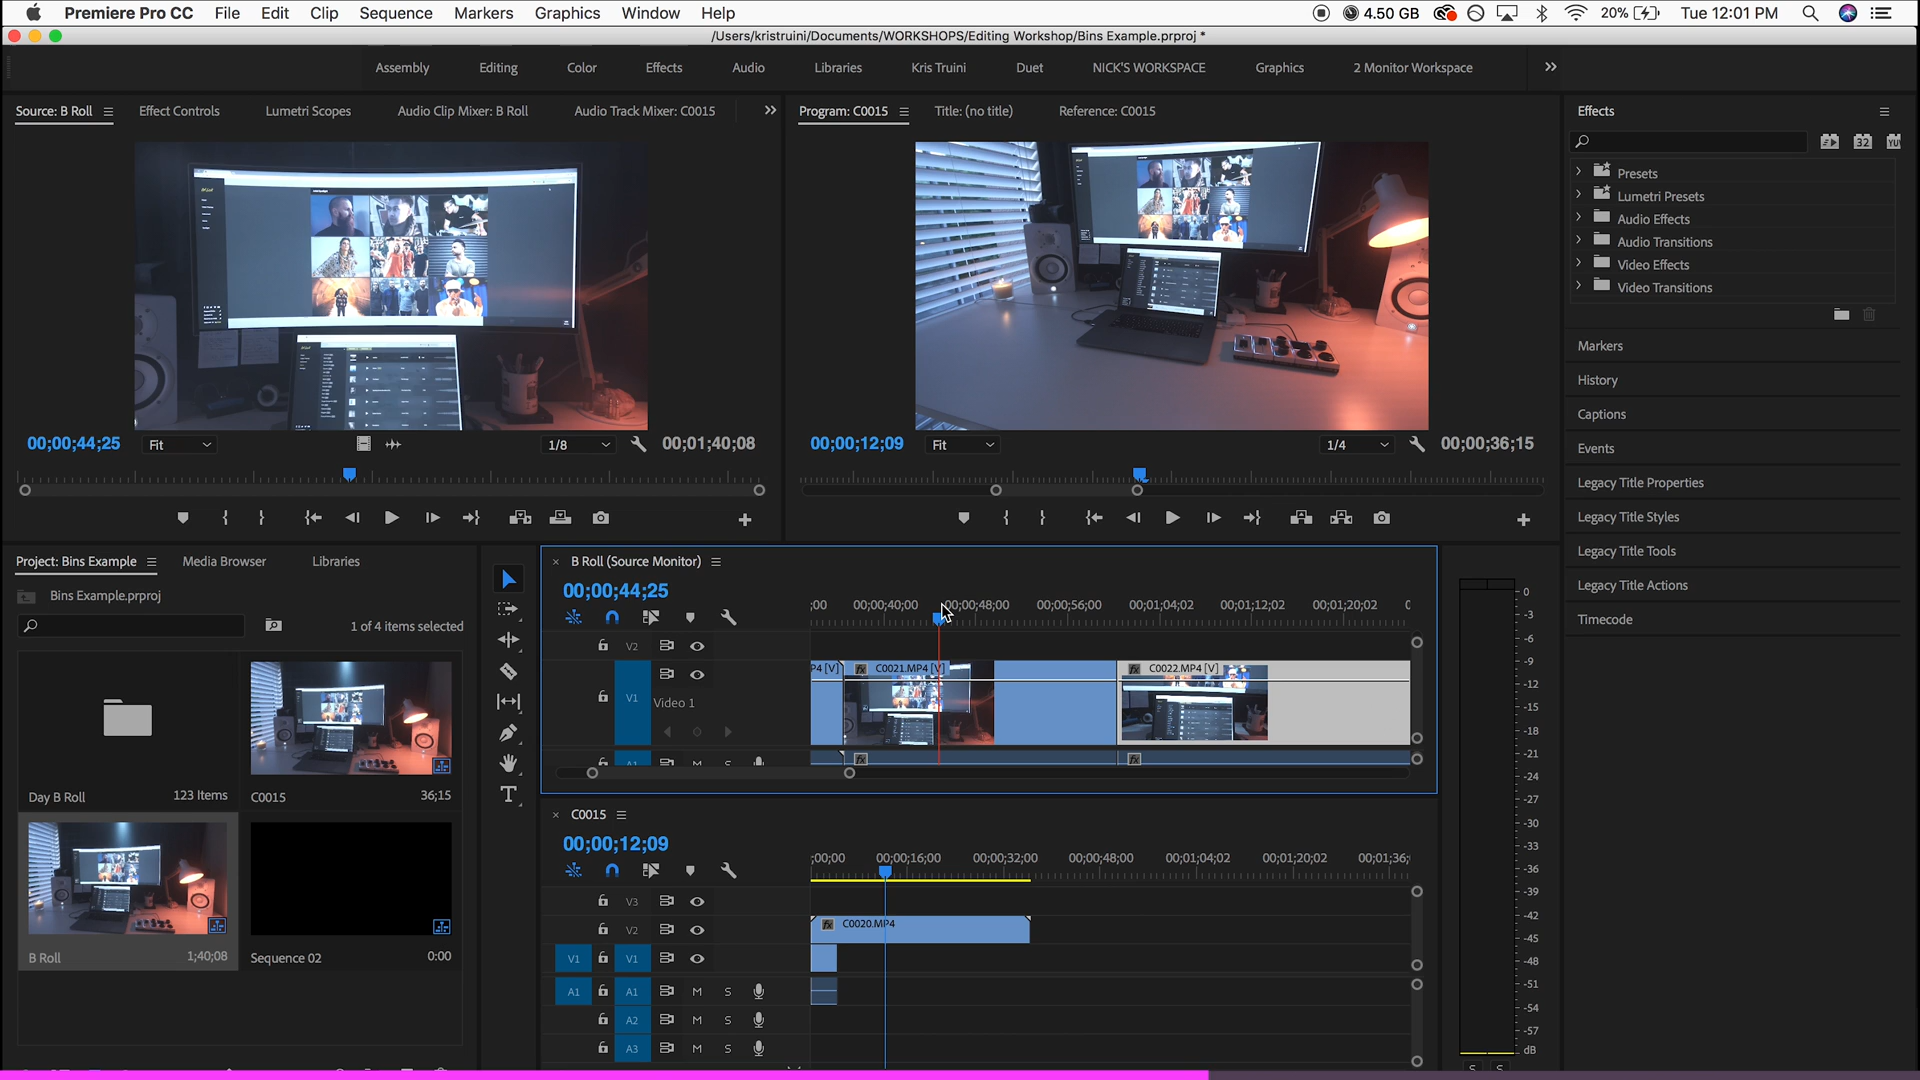 Premiere Pro CC File Edit Clip Sequence Markers Graphics Window Help 4.50 GB 20% Tue 12:01 PM
/Users/kristruini/Documents/WORKSHOPS/Editing Workshop/Bins Example.prproj *
Assembly Editing Color Effects Audio Libraries Kris Truini Duet NICK'S WORKSPACE Graphics 2 Monitor Workspace
Source: B Roll Effect Controls Lumetri Scopes Audio Clip Mixer: B Roll Audio Track Mixer: C0015
Program: C0015 Title: (no title) Reference: C0015
Effects
32
Presets
Lumetri Presets
Audio Effects
Audio Transitions
Video Effects
Video Transitions
Markers
History
Captions
Events
Legacy Title Properties
Legacy Title Styles
Legacy Title Tools
Legacy Title Actions
Timecode
00;00;44;25 Fit 1/8 00;01;40;08
00;00;12;09 Fit 1/4 00;00;36;15
Project: Bins Example Media Browser Libraries
Bins Example.prproj
1 of 4 items selected
Day B Roll 123 Items
C0015 36;15
B Roll 1;40;08
Sequence 02 0:00
B Roll (Source Monitor)
00;00;44;25
;00 00;00;40;00 00;00;48;00 00;00;56;00 00;01;04;02 00;01;12;02 00;01;20;02 0
V2
P4 [V] fx C0021.MP4 [V] fx C0022.MP4 [V]
V1 Video 1
A1 M S fx fx
C0015
00;00;12;09
;00;00 00;00;16;00 00;00;32;00 00;00;48;00 00;01;04;02 00;01;20;02 00;01;36;
V3
V2 fx C0020.MP4
V1 V1
A1 A1 M S
A2 M S
A3 M S
0
-3
-6
-9
-12
-15
-18
-21
-24
-27
-30
-33
-36
-39
-42
-45
-48
-51
-54
-57
dB
S S